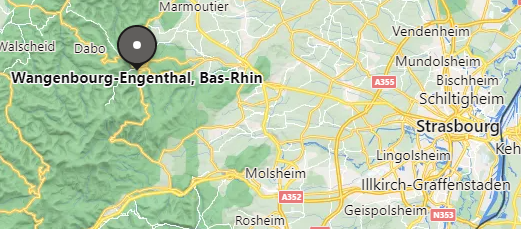 Marmoutier
Vendenheim
Walscheid
Dabo
Mundolsheim
Wangenbourg-Engenthal, Bas-Rhin
A355
Bischheim
Schiltigheim
Strasbourg
Keh
Lingolsheim
Molsheim
Illkirch-Graffenstaden
A352
Geispolsheim
N353
Rosheim